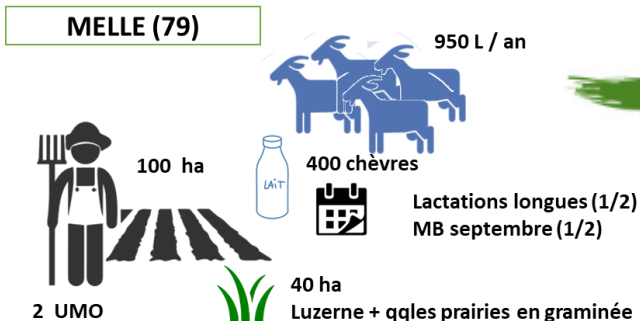 MELLE (79)
950 L / an
100 ha
LAIT
400 chèvres
Lactations longues (1/2)
MB septembre (1/2)
2 UMO
40 ha
Luzerne + qqles prairies en graminée